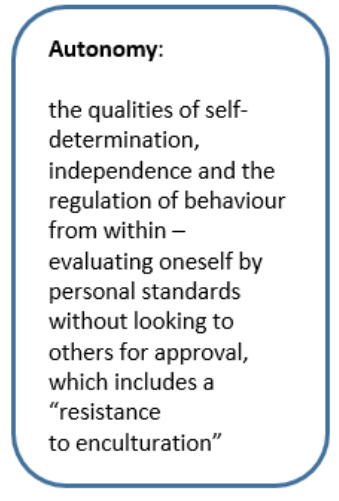 Autonomy:
the qualities of self-
determination,
independence and the
regulation of behaviour
from within –
evaluating oneself by
personal standards
without looking to
others for approval,
which includes a
“resistance
to enculturation”